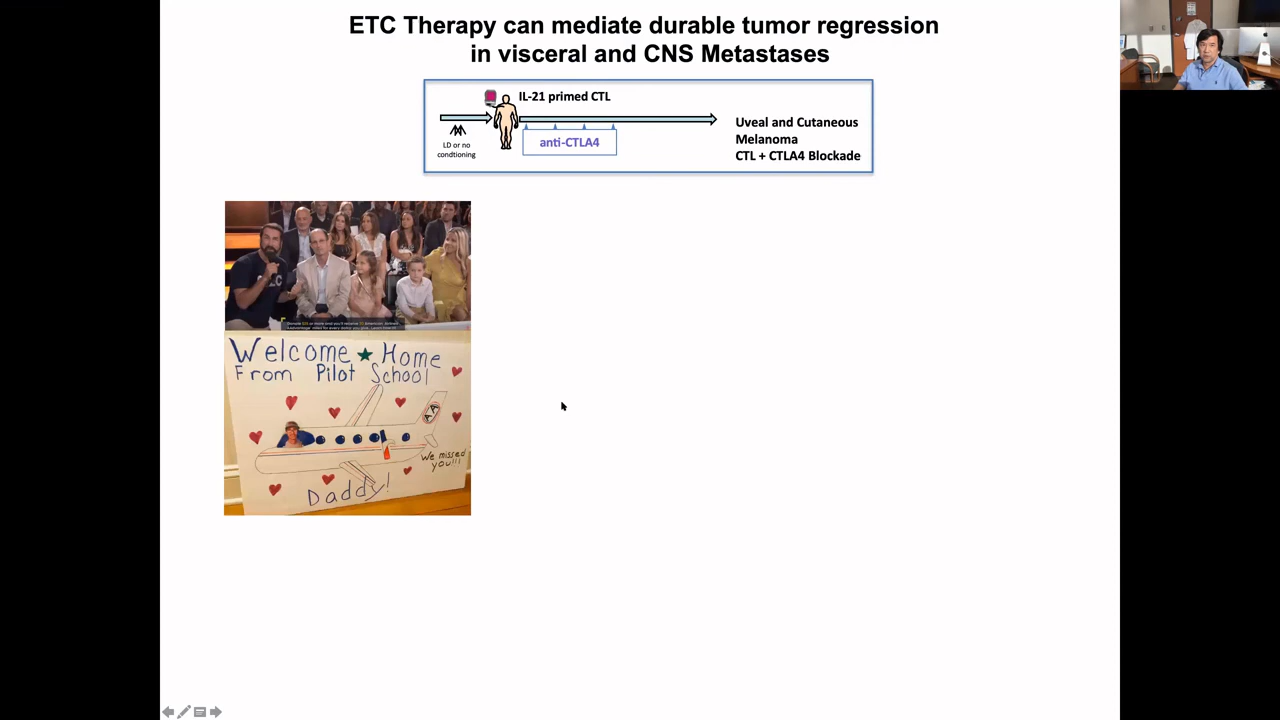 ETC Therapy can mediate durable tumor regression
in visceral and CNS Metastases
IL-21 primed CTL
LD or no
condtioning
anti-CTLA4
Uveal and Cutaneous
Melanoma
CTL + CTLA4 Blockade
Welcome Home
From Pilot School
AA
We missed
you!!!
Daddy!